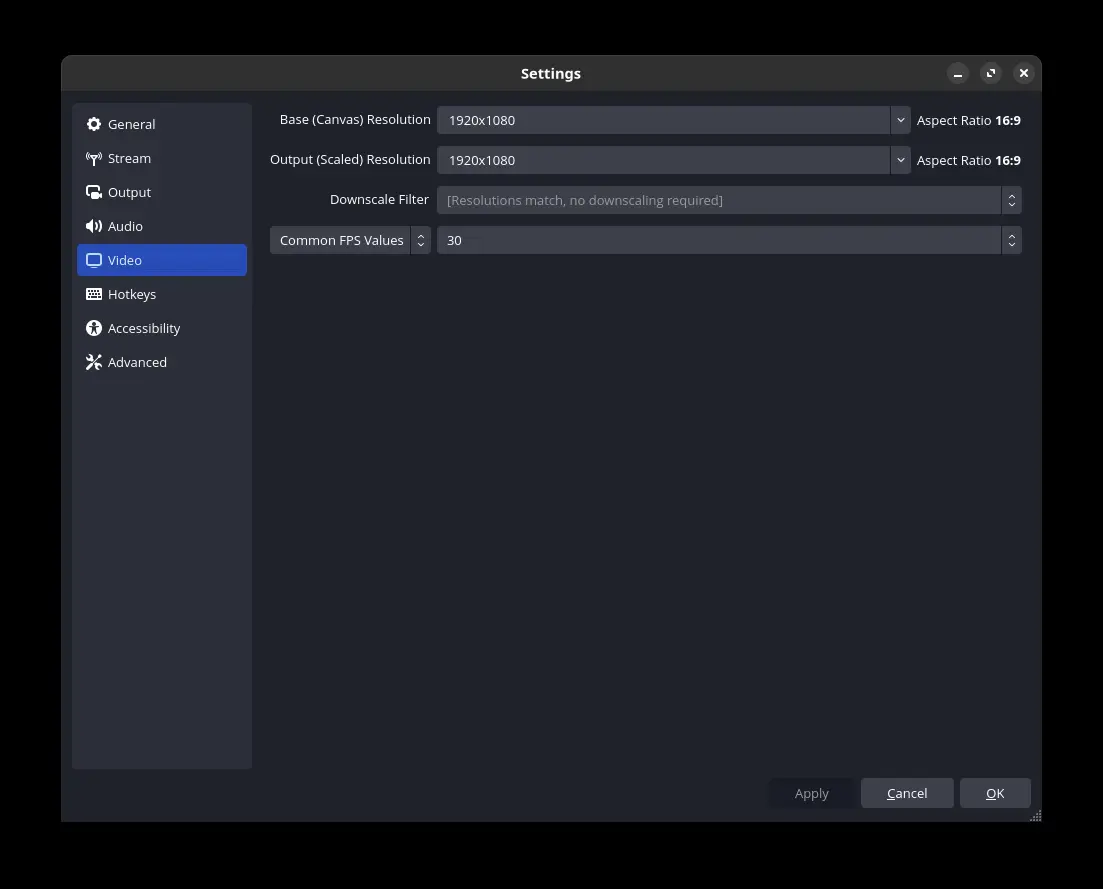 Settings
General
Stream
Output
Audio
Video
Hotkeys
Accessibility
Advanced
Base (Canvas) Resolution 1920x1080 Aspect Ratio 16:9
Output (Scaled) Resolution 1920x1080 Aspect Ratio 16:9
Downscale Filter [Resolutions match, no downscaling required]
Common FPS Values 30
Apply Cancel OK